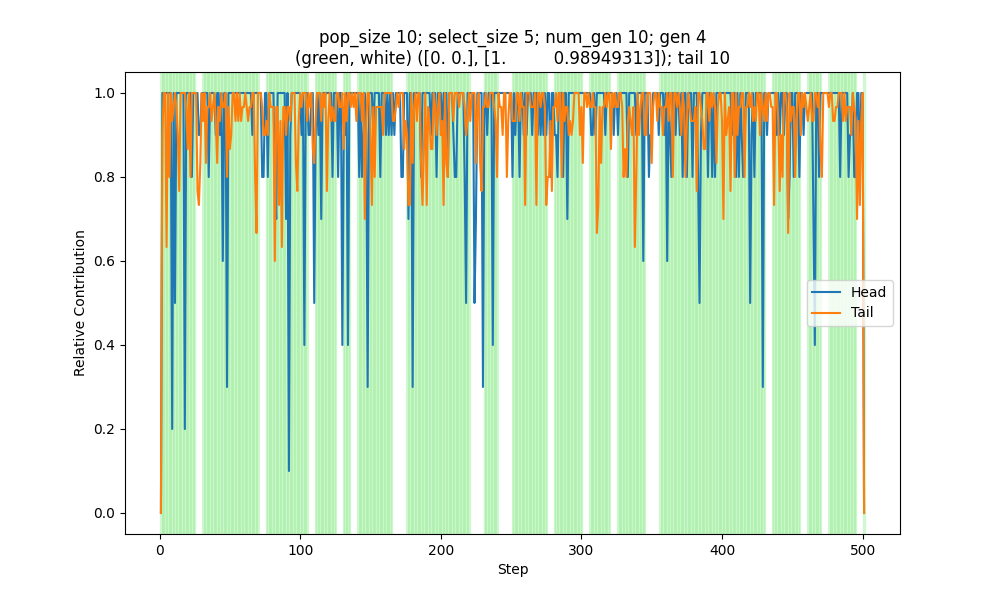 pop_size 10; select_size 5; num_gen 10; gen 4
(green, white) ([0. 0.], [1.         0.98949313]); tail 10
1.0
0.8
0.6
0.4
0.2
0.0
Relative Contribution
Head
Tail
0 100 200 300 400 500
Step